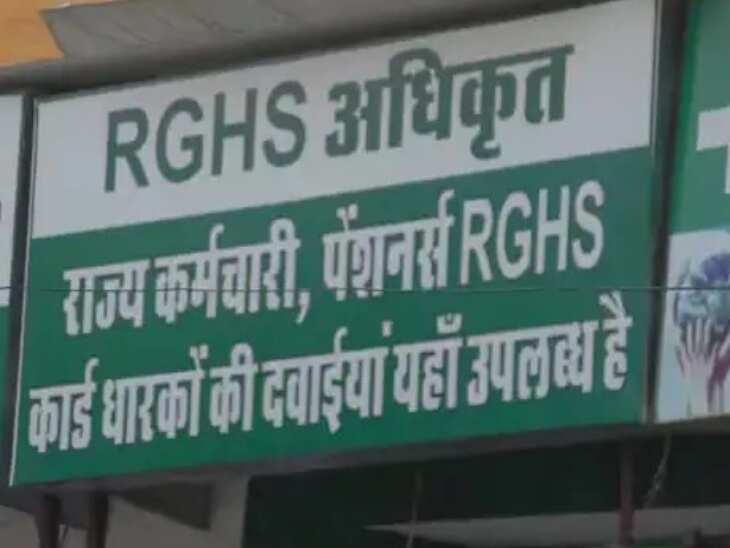 RGHS अधिकृत
राज्य कर्मचारी, पेंशनर्स RGHS
कार्ड धारकों की दवाईयां यहाँ उपलब्ध है